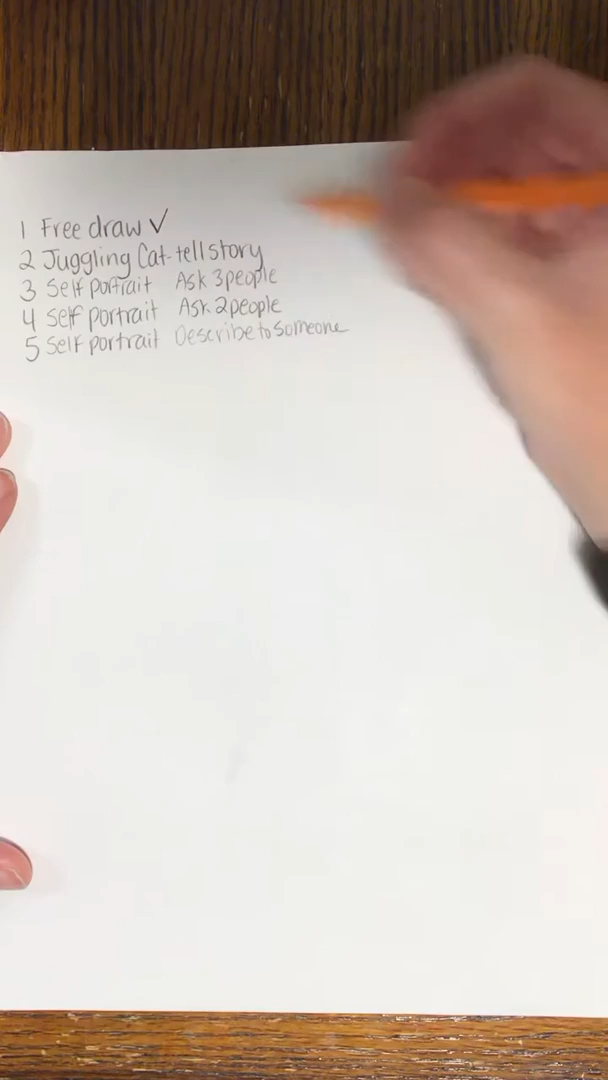 1 Free draw ✓
2 Juggling Cat-tell story
3 Self portrait Ask 3 people
4 Self portrait Ask 2 people
5 Self portrait Describe to someone